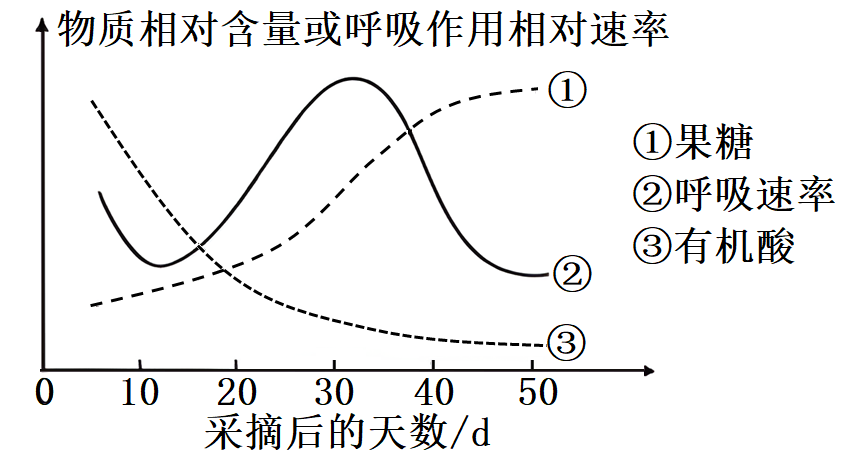 物质相对含量或呼吸作用相对速率
①
①果糖
②呼吸速率
③有机酸
②
③
0 10 20 30 40 50
采摘后的天数/d